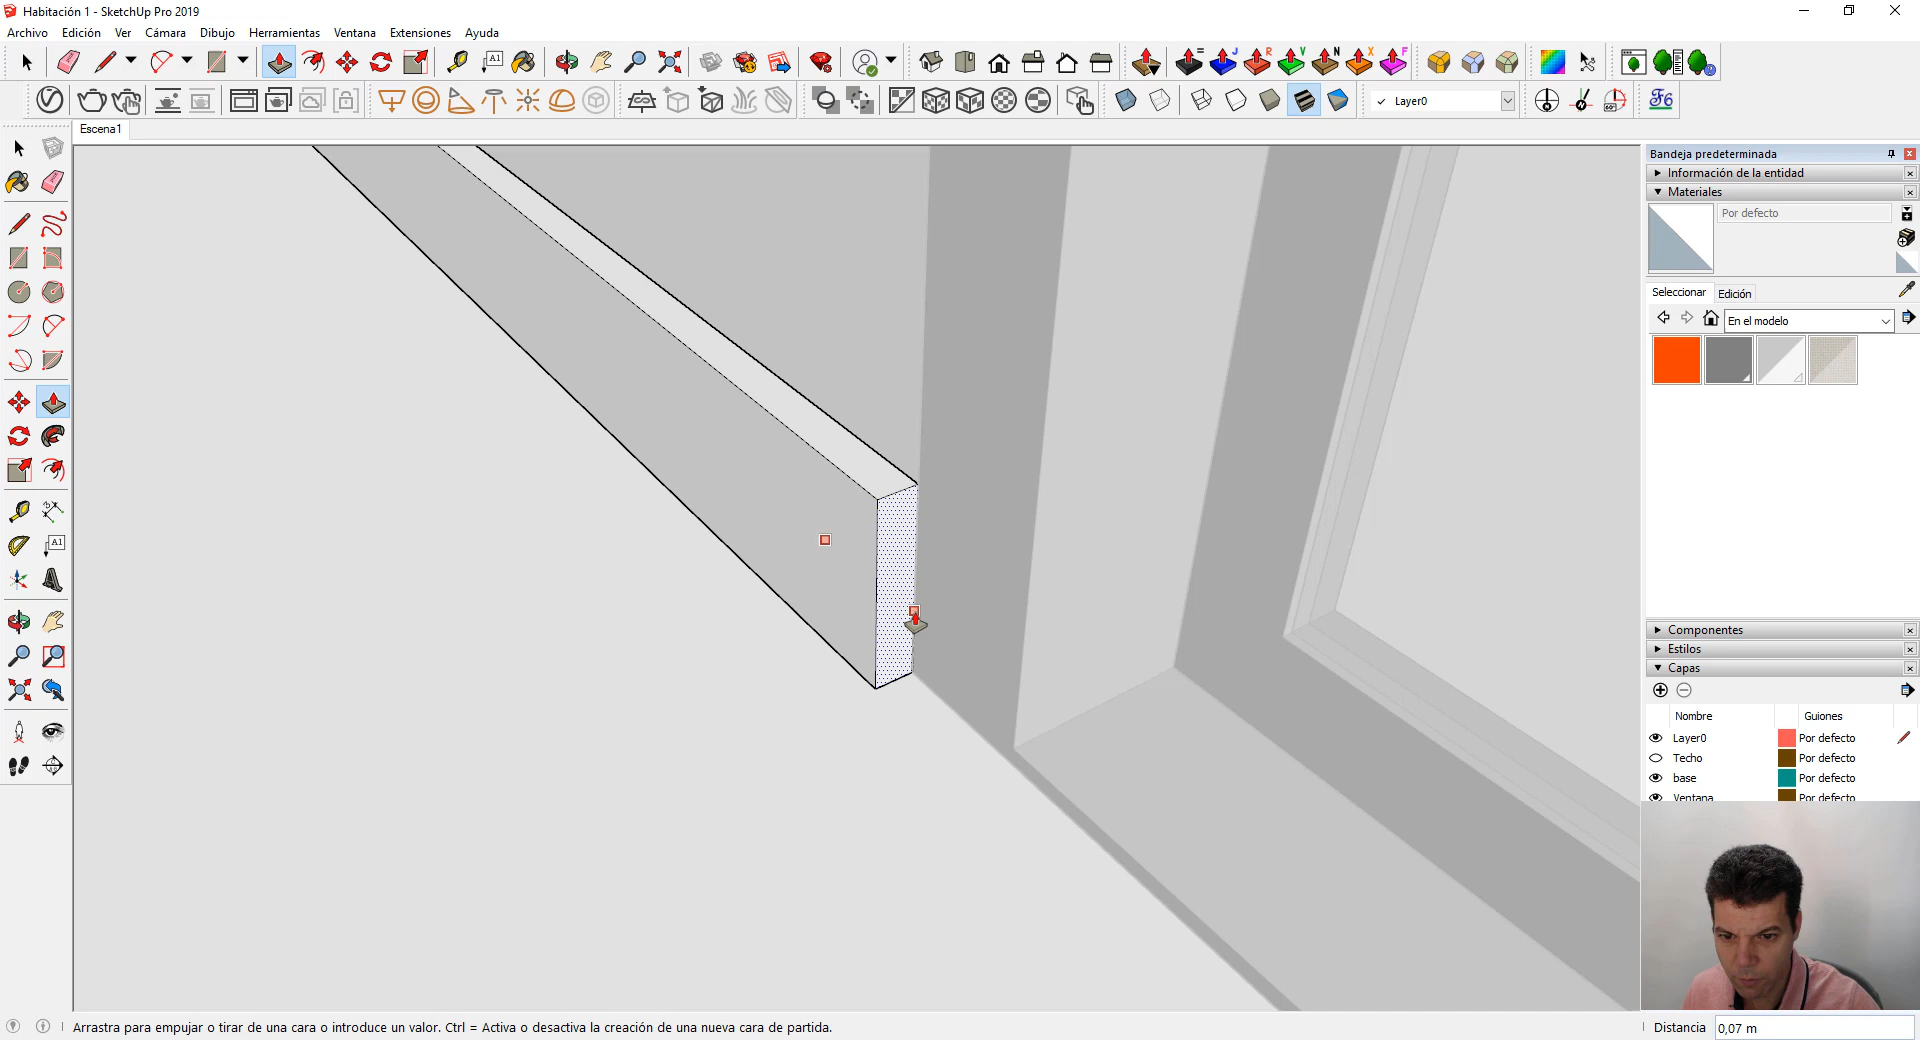 Habitación 1 - SketchUp Pro 2019
Archivo Edición Ver Cámara Dibujo Herramientas Ventana Extensiones Ayuda
A1
= J R V N X F
Layer0
F6
Escena1
Bandeja predeterminada
Información de la entidad
Materiales
Por defecto
Seleccionar Edición
En el modelo
A1
Componentes
Estilos
Capas
Nombre Guiones
Layer0 Por defecto
Techo Por defecto
base Por defecto
Ventana Por defecto
Arrastra para empujar o tirar de una cara o introduce un valor. Ctrl = Activa o desactiva la creación de una nueva cara de partida.
Distancia 0,07 m